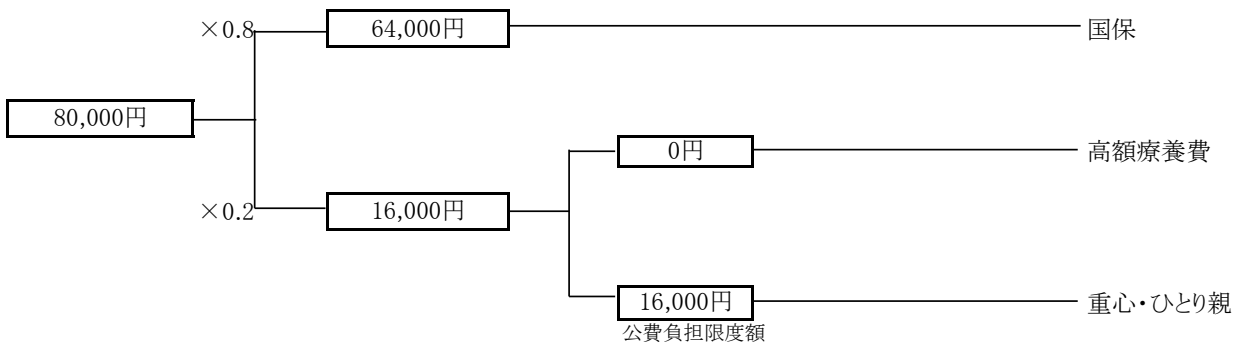 ×0.8
64,000円
国保
80,000円
0円
高額療養費
×0.2
16,000円
16,000円
重心・ひとり親
公費負担限度額